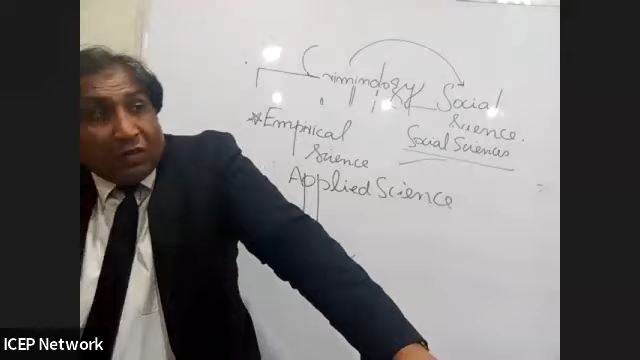 Criminology
Social
Science.
Social Sciences
*Empirical
Science
Applied Science
ICEP Network